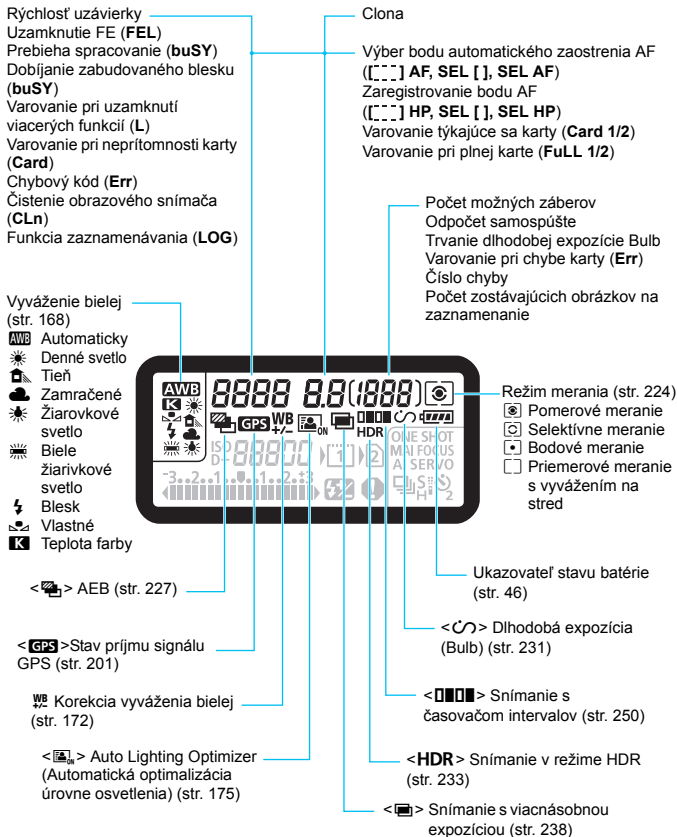 Rýchlosť uzávierky
Uzamknutie FE (FEL)
Prebieha spracovanie (buSY)
Dobíjanie zabudovaného blesku
(buSY)
Varovanie pri uzamknutí
viacerých funkcií (L)
Varovanie pri neprítomnosti karty
(Card)
Chybový kód (Err)
Čistenie obrazového snímača
(CLn)
Funkcia zaznamenávania (LOG)
Clona
Výber bodu automatického zaostrenia AF
([ ] AF, SEL [ ], SEL AF)
Zaregistrovanie bodu AF
([ ] HP, SEL [ ], SEL HP)
Varovanie týkajúce sa karty (Card 1/2)
Varovanie pri plnej karte (FuLL 1/2)
Počet možných záberov
Odpočet samospúšte
Trvanie dlhodobej expozície Bulb
Varovanie pri chybe karty (Err)
Číslo chyby
Počet zostávajúcich obrázkov na
zaznamenanie
Vyváženie bielej
(str. 168)
AWB Automaticky
Denné svetlo
Tieň
Zamračené
Žiarovkové
svetlo
Biele
žiarivkové
svetlo
Blesk
Vlastné
K Teplota farby
AWB 8888 8.8(1888)
K
GPS WB +/- ON HDR
ISO D+ 88800 1 2 ONE SHOT
AI FOCUS
AI SERVO
-3..2..1..0..1..2..+3
S H 2
Režim merania (str. 224)
Pomerové meranie
Selektívne meranie
Bodové meranie
Priemerové meranie
s vyvážením na
stred
< > AEB (str. 227)
<GPS>Stav príjmu signálu
GPS (str. 201)
WB +/- Korekcia vyváženia bielej
(str. 172)
< ON > Auto Lighting Optimizer
(Automatická optimalizácia
úrovne osvetlenia) (str. 175)
Ukazovateľ stavu batérie
(str. 46)
< > Dlhodobá expozícia
(Bulb) (str. 231)
< > Snímanie s
časovačom intervalov (str. 250)
<HDR> Snímanie v režime HDR
(str. 233)
< > Snímanie s viacnásobnou
expozíciou (str. 238)